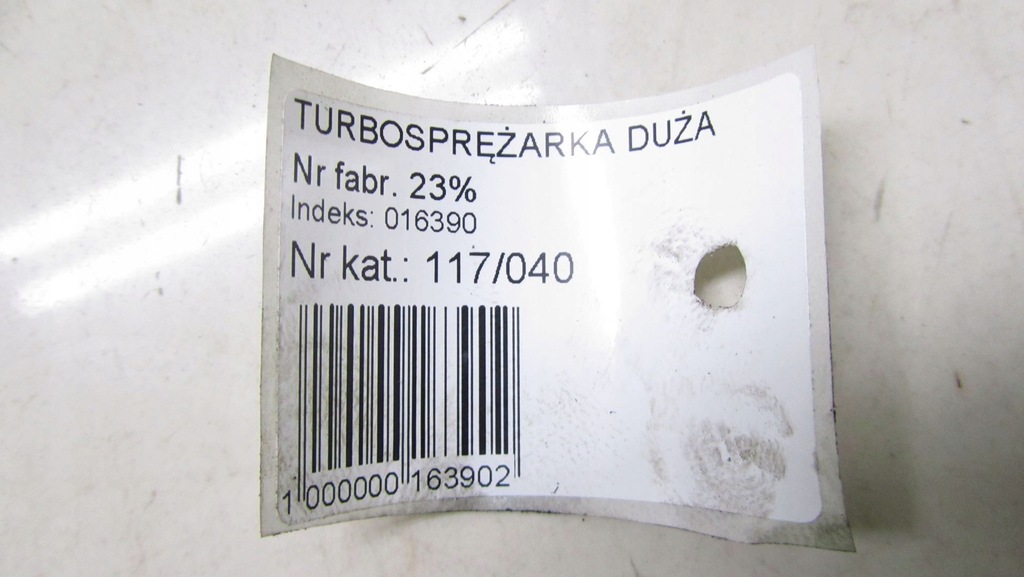 TURBOSPRĘŻARKA DUŻA
Nr fabr. 23%
Indeks: 016390
Nr kat.: 117/040
1 000000 163902